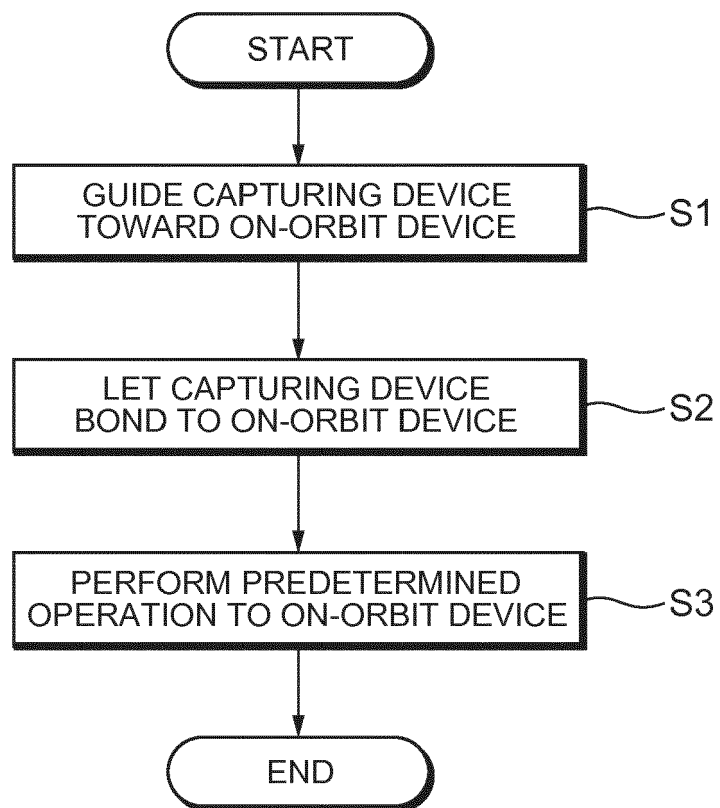 START
GUIDE CAPTURING DEVICE
TOWARD ON-ORBIT DEVICE
S1
LET CAPTURING DEVICE
BOND TO ON-ORBIT DEVICE
S2
PERFORM PREDETERMINED
OPERATION TO ON-ORBIT DEVICE
S3
END